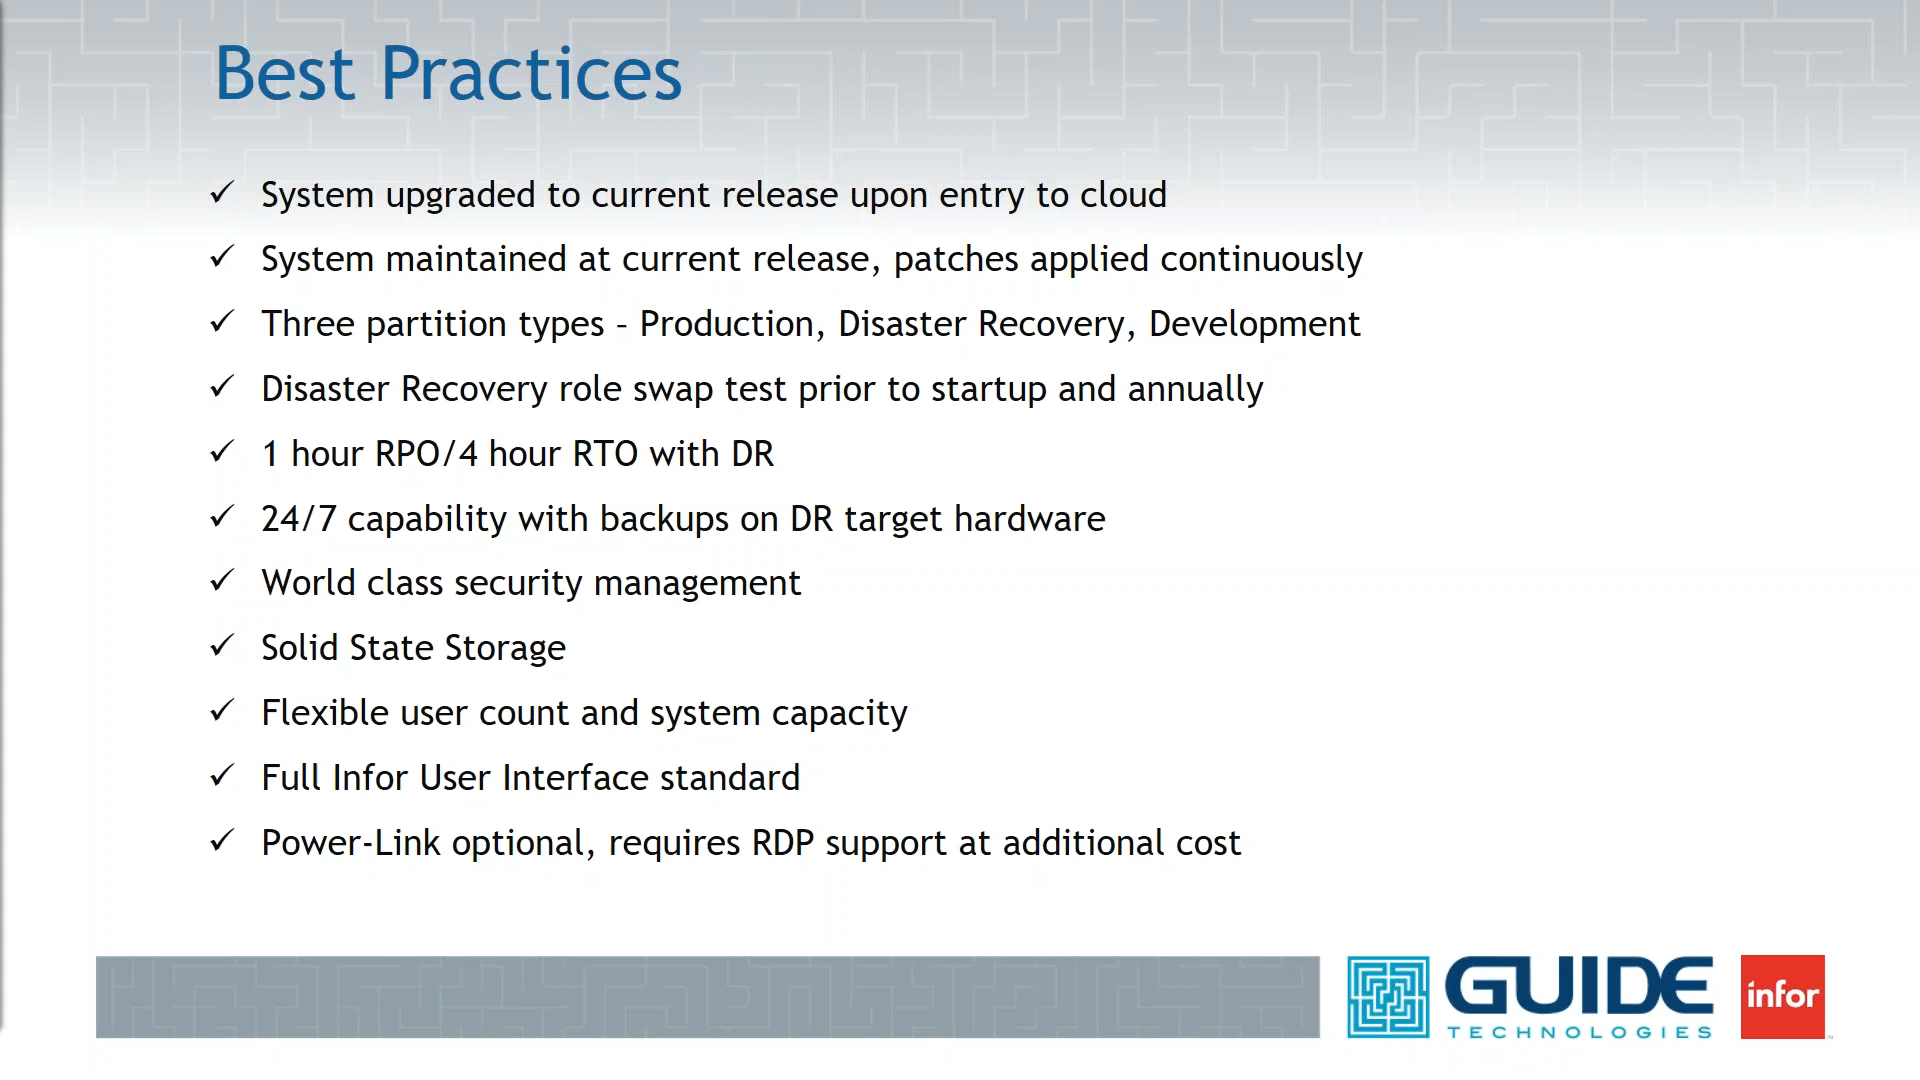 Best Practices
✓ System upgraded to current release upon entry to cloud
✓ System maintained at current release, patches applied continuously
✓ Three partition types – Production, Disaster Recovery, Development
✓ Disaster Recovery role swap test prior to startup and annually
✓ 1 hour RPO/4 hour RTO with DR
✓ 24/7 capability with backups on DR target hardware
✓ World class security management
✓ Solid State Storage
✓ Flexible user count and system capacity
✓ Full Infor User Interface standard
✓ Power-Link optional, requires RDP support at additional cost
GUIDE
TECHNOLOGIES
infor